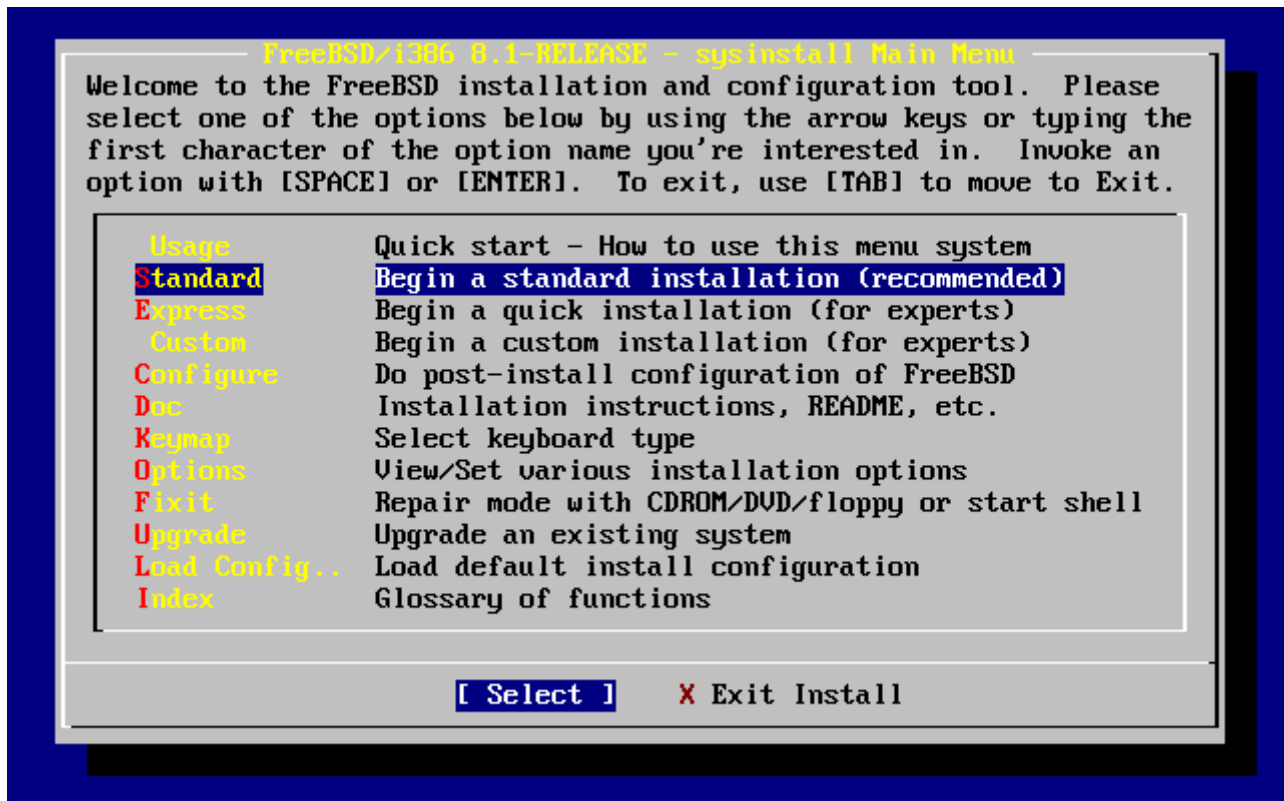 FreeBSD/i386 8.1-RELEASE - sysinstall Main Menu
Welcome to the FreeBSD installation and configuration tool.  Please
select one of the options below by using the arrow keys or typing the
first character of the option name you're interested in.  Invoke an
option with [SPACE] or [ENTER].  To exit, use [TAB] to move to Exit.
Usage Quick start - How to use this menu system
Standard Begin a standard installation (recommended)
Express Begin a quick installation (for experts)
Custom Begin a custom installation (for experts)
Configure Do post-install configuration of FreeBSD
Doc Installation instructions, README, etc.
Keymap Select keyboard type
Options View/Set various installation options
Fixit Repair mode with CDROM/DVD/floppy or start shell
Upgrade Upgrade an existing system
Load Config.. Load default install configuration
Index Glossary of functions
[ Select ] X Exit Install